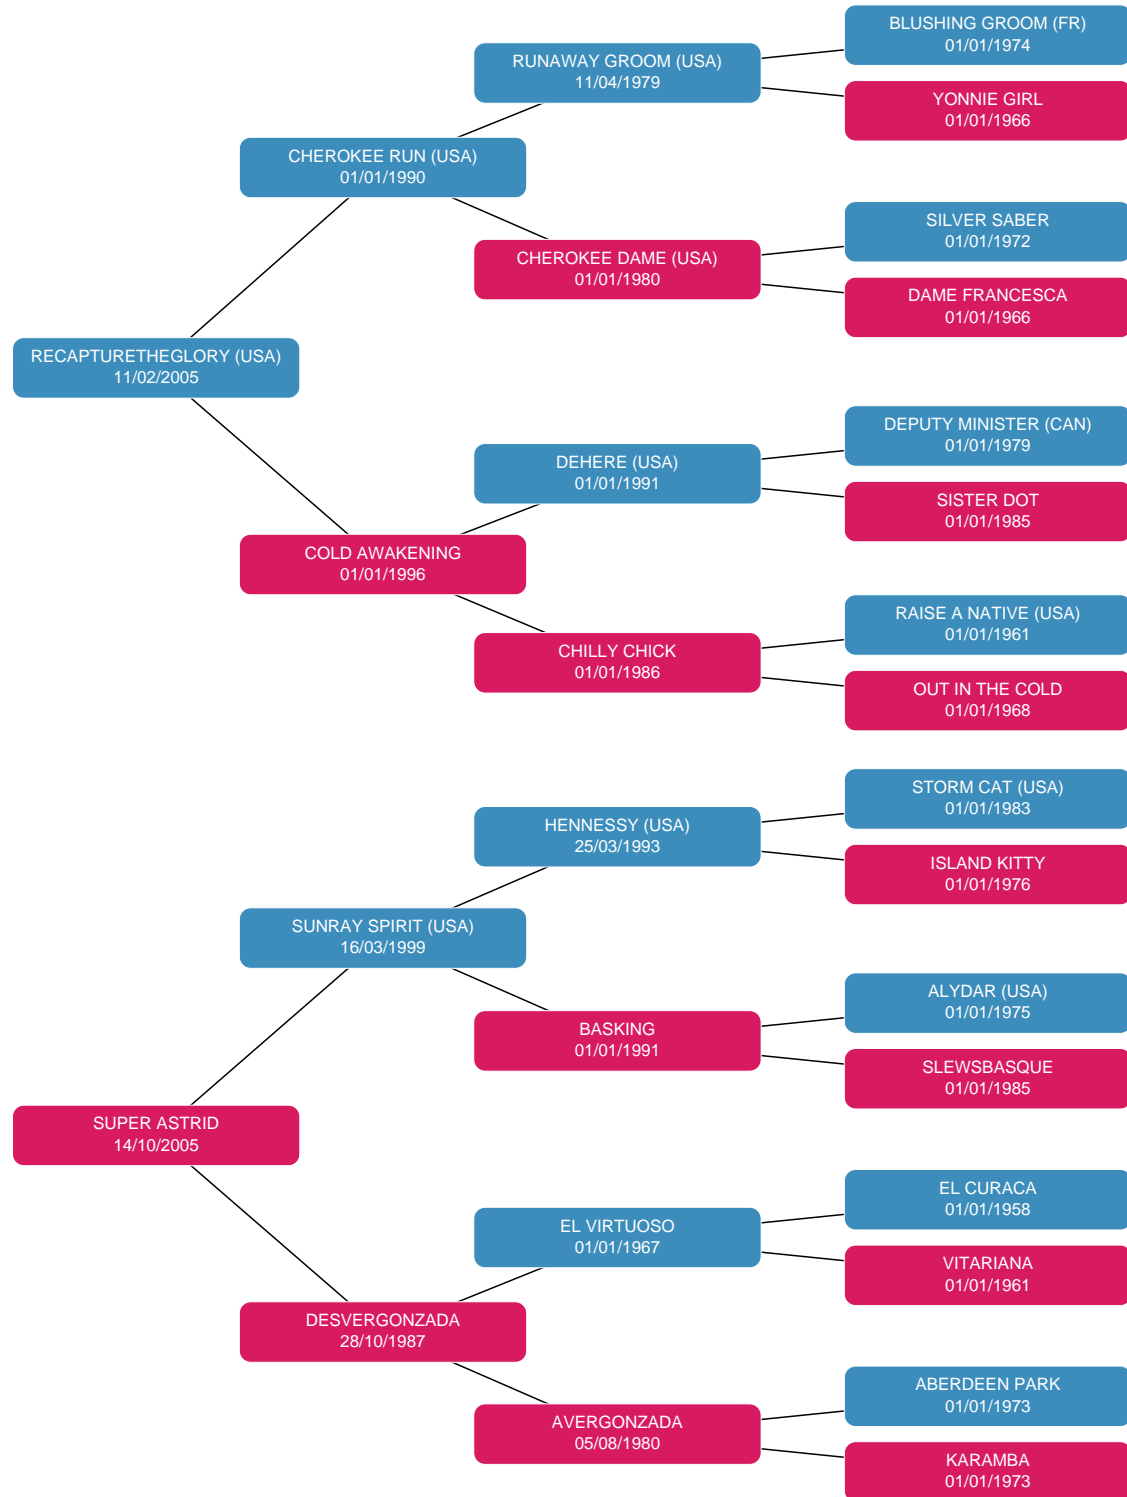 BLUSHING GROOM (FR)
01/01/1974
RUNAWAY GROOM (USA)
11/04/1979
YONNIE GIRL
01/01/1966
CHEROKEE RUN (USA)
01/01/1990
SILVER SABER
01/01/1972
CHEROKEE DAME (USA)
01/01/1980
DAME FRANCESCA
01/01/1966
RECAPTURETHEGLORY (USA)
11/02/2005
DEPUTY MINISTER (CAN)
01/01/1979
DEHERE (USA)
01/01/1991
SISTER DOT
01/01/1985
COLD AWAKENING
01/01/1996
RAISE A NATIVE (USA)
01/01/1961
CHILLY CHICK
01/01/1986
OUT IN THE COLD
01/01/1968
STORM CAT (USA)
01/01/1983
HENNESSY (USA)
25/03/1993
ISLAND KITTY
01/01/1976
SUNRAY SPIRIT (USA)
16/03/1999
ALYDAR (USA)
01/01/1975
BASKING
01/01/1991
SLEWSBASQUE
01/01/1985
SUPER ASTRID
14/10/2005
EL CURACA
01/01/1958
EL VIRTUOSO
01/01/1967
VITARIANA
01/01/1961
DESVERGONZADA
28/10/1987
ABERDEEN PARK
01/01/1973
AVERGONZADA
05/08/1980
KARAMBA
01/01/1973